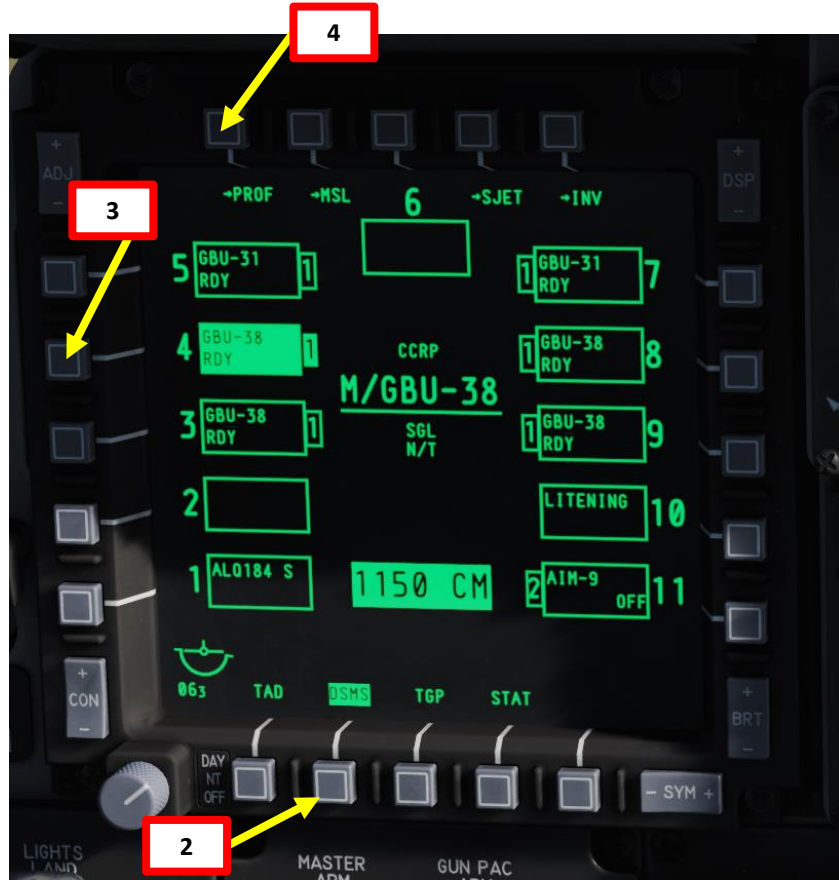 4
+
ADJ
-
+
DSP
-
3
→PROF →MSL 6 →SJET →INV
5 GBU-31 RDY 1
1 GBU-31 RDY 7
4 GBU-38 RDY 1
CCRP
1 GBU-38 RDY 8
M/GBU-38
3 GBU-38 RDY 1
SGL
N/T
1 GBU-38 RDY 9
2
LITENING 10
1 ALQ184 S
1150 CM
2 AIM-9 OFF 11
063 TAD DSMS TGP STAT
+
CON
-
+
BRT
-
DAY
NT
OFF
- SYM +
2
LIGHTS
LAND
MASTER
ARM
GUN PAC